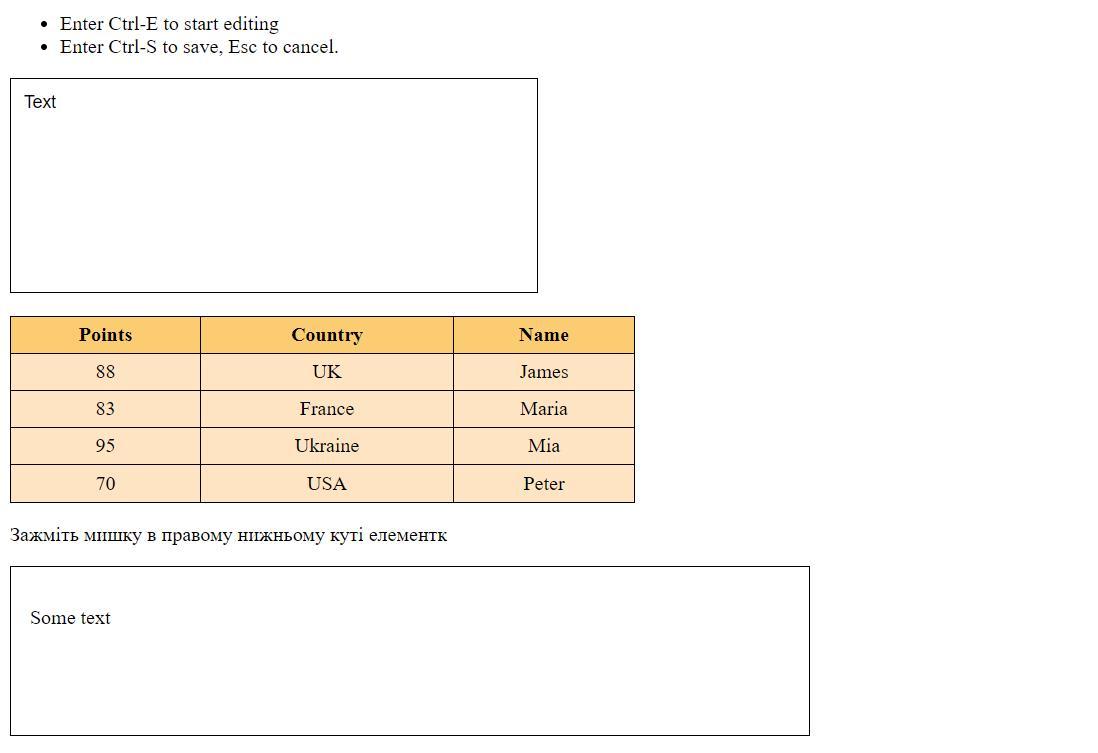 Enter Ctrl-E to start editing
Enter Ctrl-S to save, Esc to cancel.
Text
Points Country Name
88 UK James
83 France Maria
95 Ukraine Mia
70 USA Peter
Зажміть мишку в правому нижньому куті елементк
Some text